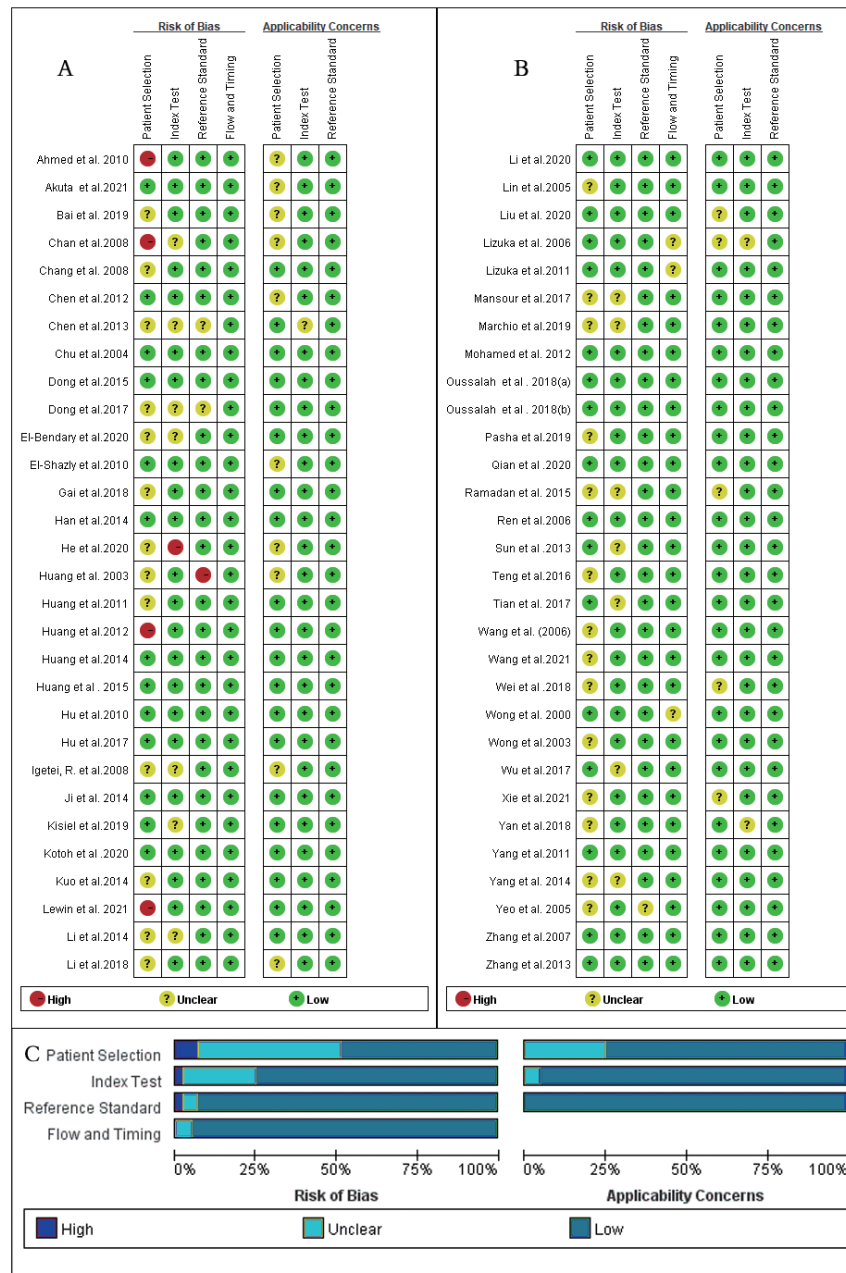 Risk of Bias
Applicability Concerns
A
Patient Selection
Index Test
Reference Standard
Flow and Timing
Patient Selection
Index Test
Reference Standard
Ahmed et al. 2010
- + + + ? + +
Akuta et al.2021
+ + + + ? + +
Bai et al. 2019
? + + + ? + +
Chan et al.2008
- ? + + ? + +
Chang et al. 2008
? + + + + + +
Chen et al.2012
+ + + + ? + +
Chen et al.2013
? ? ? + + ? +
Chu et al.2004
+ + + + + + +
Dong et al.2015
+ + + + + + +
Dong et al.2017
? ? ? + + + +
El-Bendary et al.2020
? ? + + + + +
El-Shazly et al.2010
+ + + + ? + +
Gai et al.2018
? + + + + + +
Han et al.2014
+ + + + + + +
He et al.2020
? - + + ? + +
Huang et al. 2003
? + - + ? + +
Huang et al.2011
? + + + + + +
Huang et al.2012
- + + + + + +
Huang et al.2014
+ + + + + + +
Huang et al. 2015
+ + + + + + +
Hu et al.2010
+ + + + + + +
Hu et al.2017
+ + + + + + +
Igetei, R. et al.2008
? ? + + ? + +
Ji et al. 2014
+ + + + + + +
Kisiel et al.2019
+ ? + + + + +
Kotoh et al.2020
+ + + + + + +
Kuo et al.2014
? + + + + + +
Lewin et al. 2021
- + + + + + +
Li et al.2014
? ? + + + + +
Li et al.2018
? + + + ? + +
- High
? Unclear
+ Low
Risk of Bias
Applicability Concerns
B
Patient Selection
Index Test
Reference Standard
Flow and Timing
Patient Selection
Index Test
Reference Standard
Li et al.2020
+ + + + + + +
Lin et al.2005
? + + + + + +
Liu et al. 2020
+ + + + ? + +
Lizuka et al. 2006
+ + + ? ? ? +
Lizuka et al.2011
+ + + ? + + +
Mansour et al.2017
? ? + + + + +
Marchio et al.2019
? ? + + + + +
Mohamed et al. 2012
+ + + + + + +
Oussalah et al . 2018(a)
+ + + + + + +
Oussalah et al . 2018(b)
+ + + + + + +
Pasha et al.2019
? + + + + + +
Qian et al .2020
+ + + + + + +
Ramadan et al. 2015
? ? + + ? + +
Ren et al.2006
+ + + + + + +
Sun et al .2013
+ ? + + + + +
Teng et al.2016
? + + + + + +
Tian et al. 2017
+ ? + + + + +
Wang et al. (2006)
? + + + + + +
Wang et al.2021
? + + + + + +
Wei et al .2018
? + + + ? + +
Wong et al. 2000
+ + + ? + + +
Wong et al.2003
? + + + + + +
Wu et al.2017
+ ? + + + + +
Xie et al.2021
? + + + ? + +
Yan et al.2018
? + + + + ? +
Yang et al.2011
+ + + + + + +
Yang et al. 2014
? ? + + + + +
Yeo et al. 2005
? + ? + + + +
Zhang et al.2007
+ + + + + + +
Zhang et al.2013
+ + + + + + +
- High
? Unclear
+ Low
C
Patient Selection
Index Test
Reference Standard
Flow and Timing
0% 25% 50% 75% 100%
Risk of Bias
0% 25% 50% 75% 100%
Applicability Concerns
High
Unclear
Low